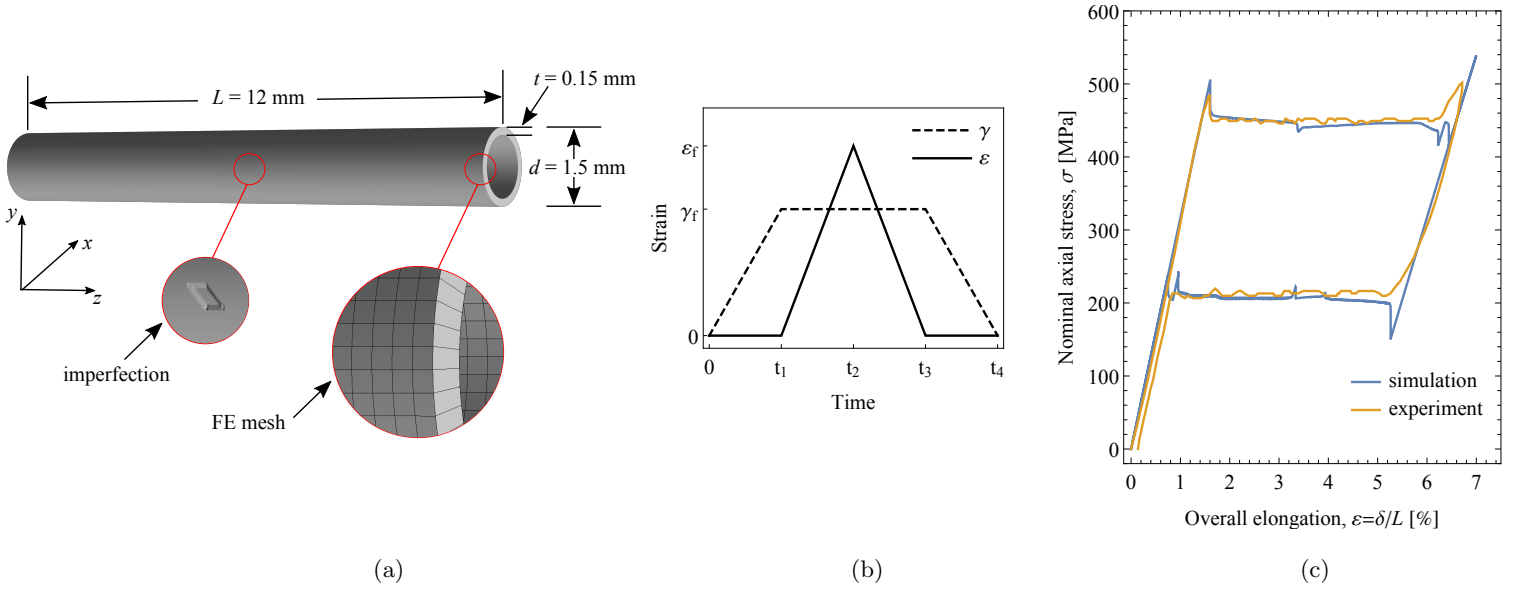 L = 12 mm
t = 0.15 mm
d = 1.5 mm
y
x
z
imperfection
FE mesh
(a)
Strain
εf
γf
0
γ
ε
0 t1 t2 t3 t4
Time
(b)
Nominal axial stress, σ [MPa]
600
500
400
300
200
100
0
simulation
experiment
0 1 2 3 4 5 6 7
Overall elongation, ε=δ/L [%]
(c)